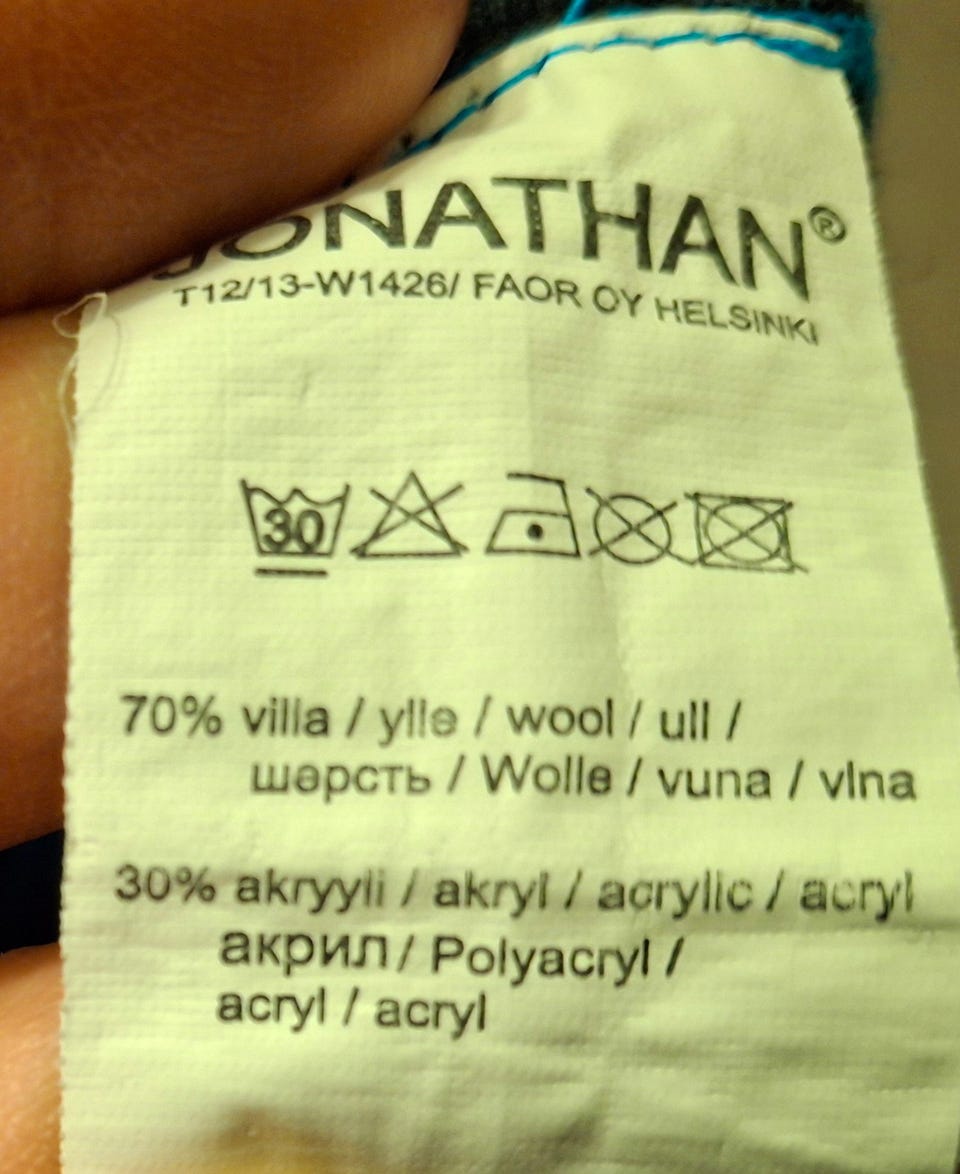 JONATHAN®
T12/13-W1426/ FAOR OY HELSINKI
30
70% villa / ylle / wool / ull /
шерсть / Wolle / vuna / vlna
30% akryyli / akryl / acrylic / acryl
акрил / Polyacryl /
acryl / acryl